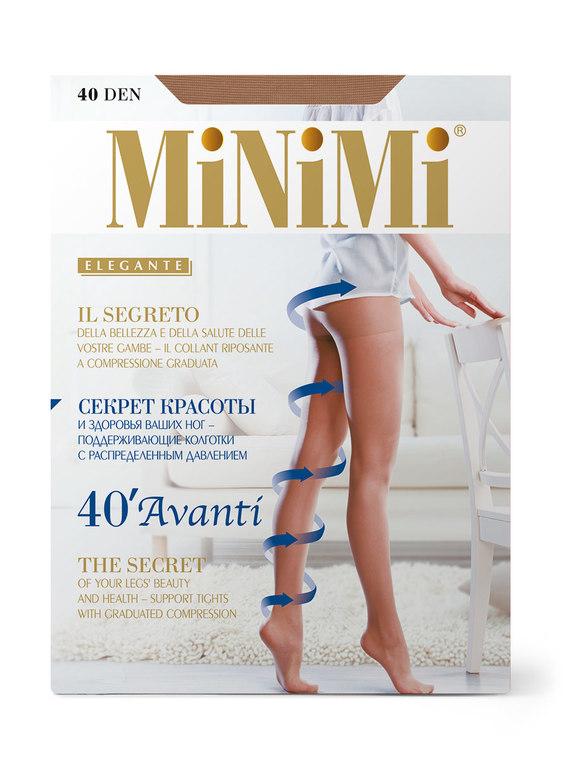 40 DEN
MiNiMi®
ELEGANTE
IL SEGRETO
DELLA BELLEZZA E DELLA SALUTE DELLE
VOSTRE GAMBE – IL COLLANT RIPOSANTE
A COMPRESSIONE GRADUATA
СЕКРЕТ КРАСОТЫ
И ЗДОРОВЬЯ ВАШИХ НОГ –
ПОДДЕРЖИВАЮЩИЕ КОЛГОТКИ
С РАСПРЕДЕЛЕННЫМ ДАВЛЕНИЕМ
40’Avantí
THE SECRET
OF YOUR LEGS' BEAUTY
AND HEALTH – SUPPORT TIGHTS
WITH GRADUATED COMPRESSION